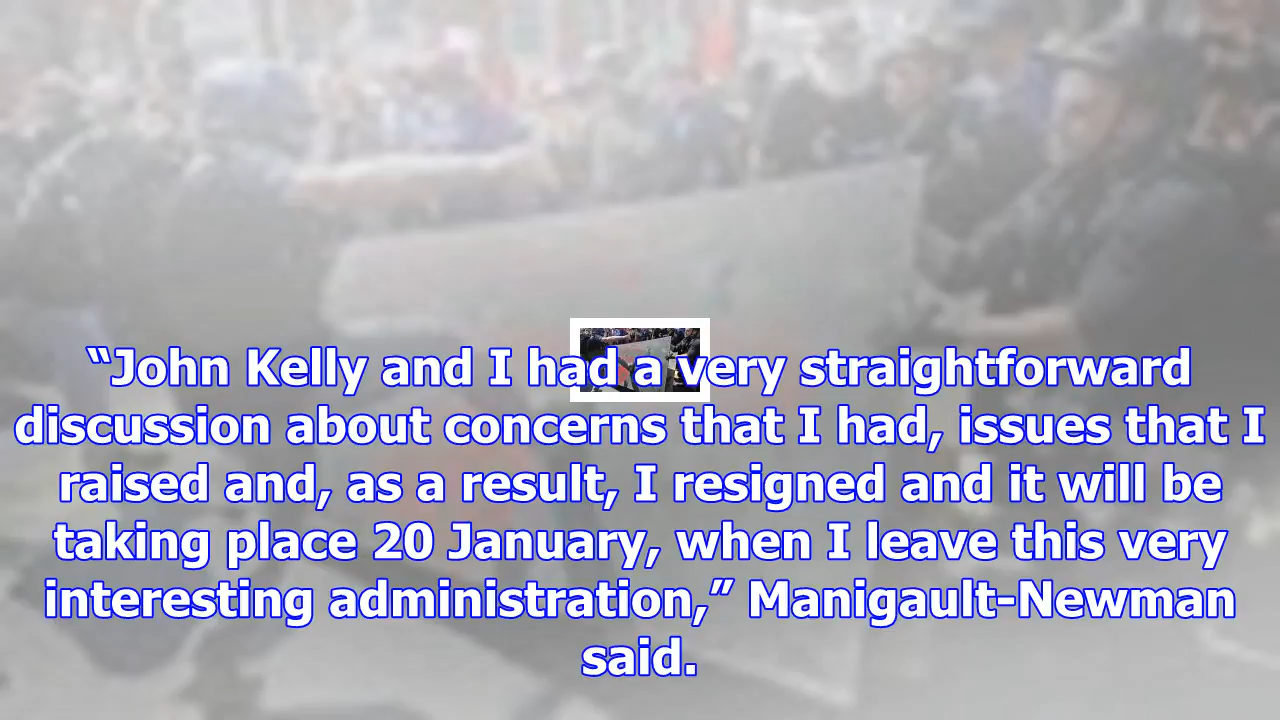 “John Kelly and I had a very straightforward
discussion about concerns that I had, issues that I
raised and, as a result, I resigned and it will be
taking place 20 January, when I leave this very
interesting administration,” Manigault-Newman
said.